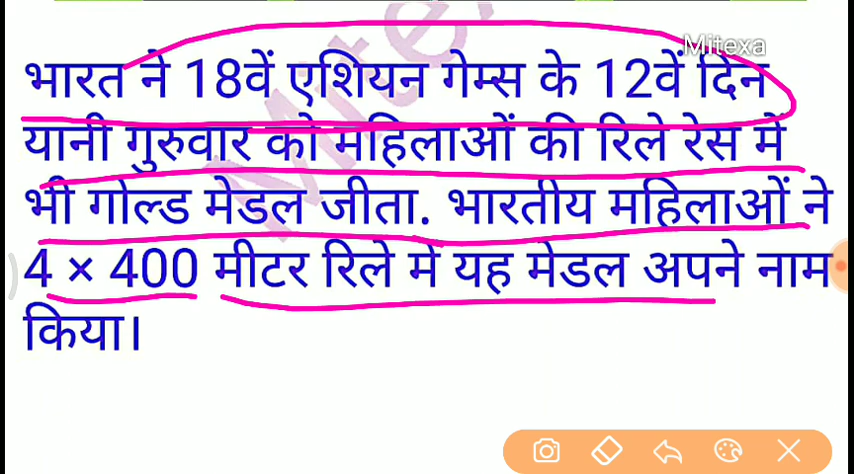 Mitexa
भारत ने 18वें एशियन गेम्स के 12वें दिन
यानी गुरुवार को महिलाओं की रिले रेस में
भी गोल्ड मेडल जीता. भारतीय महिलाओं ने
4 × 400 मीटर रिले में यह मेडल अपने नाम
किया।